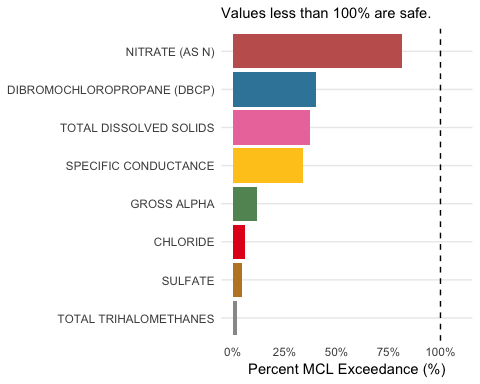 Values less than 100% are safe.
NITRATE (AS N)
DIBROMOCHLOROPROPANE (DBCP)
TOTAL DISSOLVED SOLIDS
SPECIFIC CONDUCTANCE
GROSS ALPHA
CHLORIDE
SULFATE
TOTAL TRIHALOMETHANES
0% 25% 50% 75% 100%
Percent MCL Exceedance (%)